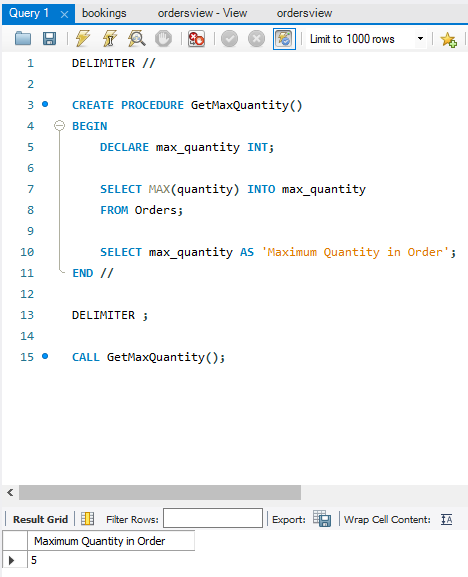 Query 1 bookings ordersview - View ordersview
Limit to 1000 rows
1 DELIMITER //
2
3 CREATE PROCEDURE GetMaxQuantity()
4 BEGIN
5 DECLARE max_quantity INT;
6
7 SELECT MAX(quantity) INTO max_quantity
8 FROM Orders;
9
10 SELECT max_quantity AS 'Maximum Quantity in Order';
11 END //
12
13 DELIMITER ;
14
15 CALL GetMaxQuantity();
Result Grid Filter Rows: Export: Wrap Cell Content: IA
Maximum Quantity in Order
5